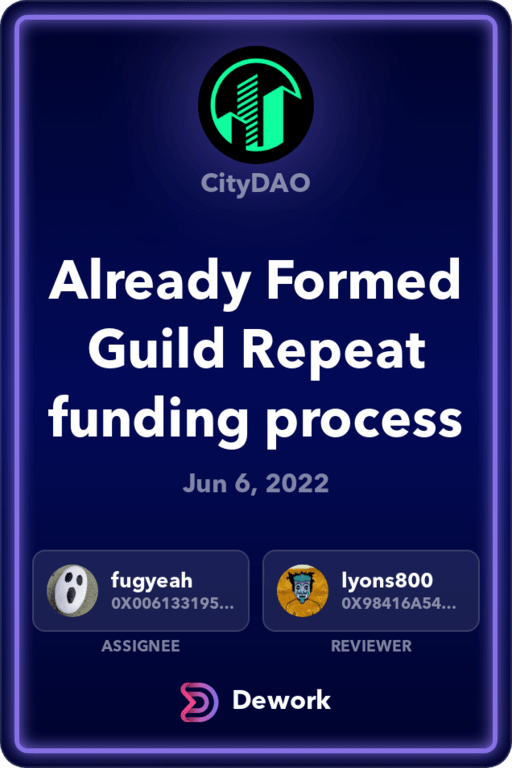 CityDAO
Already Formed
Guild Repeat
funding process
Jun 6, 2022
fugyeah
0X006133195...
ASSIGNEE
lyons800
0X98416A54...
REVIEWER
Dework